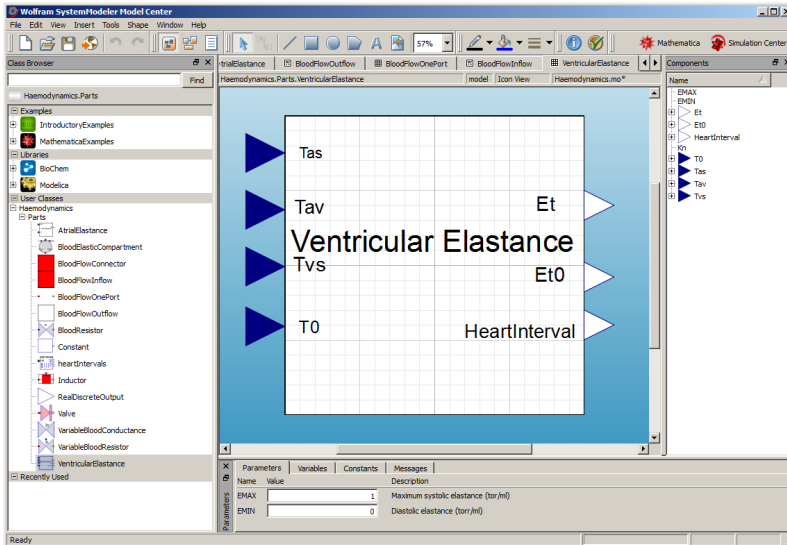 Wolfram SystemModeler Model Center
File Edit View Insert Tools Shape Window Help
57% Mathematica Simulation Center
Class Browser
trialElastance BloodFlowOutflow BloodFlowOnePort BloodFlowInflow VentricularElastance
Components
Find
Haemodynamics.Parts.VentricularElastance model Icon View Haemodynamics.mo*
Name
Haemodynamics.Parts
Examples
IntroductoryExamples
MathematicaExamples
Libraries
BioChem
Modelica
User Classes
Haemodynamics
Parts
AtrialElastance
BloodElasticCompartment
BloodFlowConnector
BloodFlowInflow
BloodFlowOnePort
BloodFlowOutflow
BloodResistor
Constant
heartIntervals
Inductor
RealDiscreteOutput
Valve
VariableBloodConductance
VariableBloodResistor
VentricularElastance
Recently Used
Tas
Tav
Et
Ventricular Elastance
Tvs
Et0
T0
HeartInterval
EMAX
EMIN
Et
Et0
HeartInterval
Kn
T0
Tas
Tav
Tvs
Parameters
Parameters Variables Constants Messages
Name Value Description
EMAX 1 Maximum systolic elastance (tor/ml)
EMIN 0 Diastolic elastance (torr/ml)
Ready